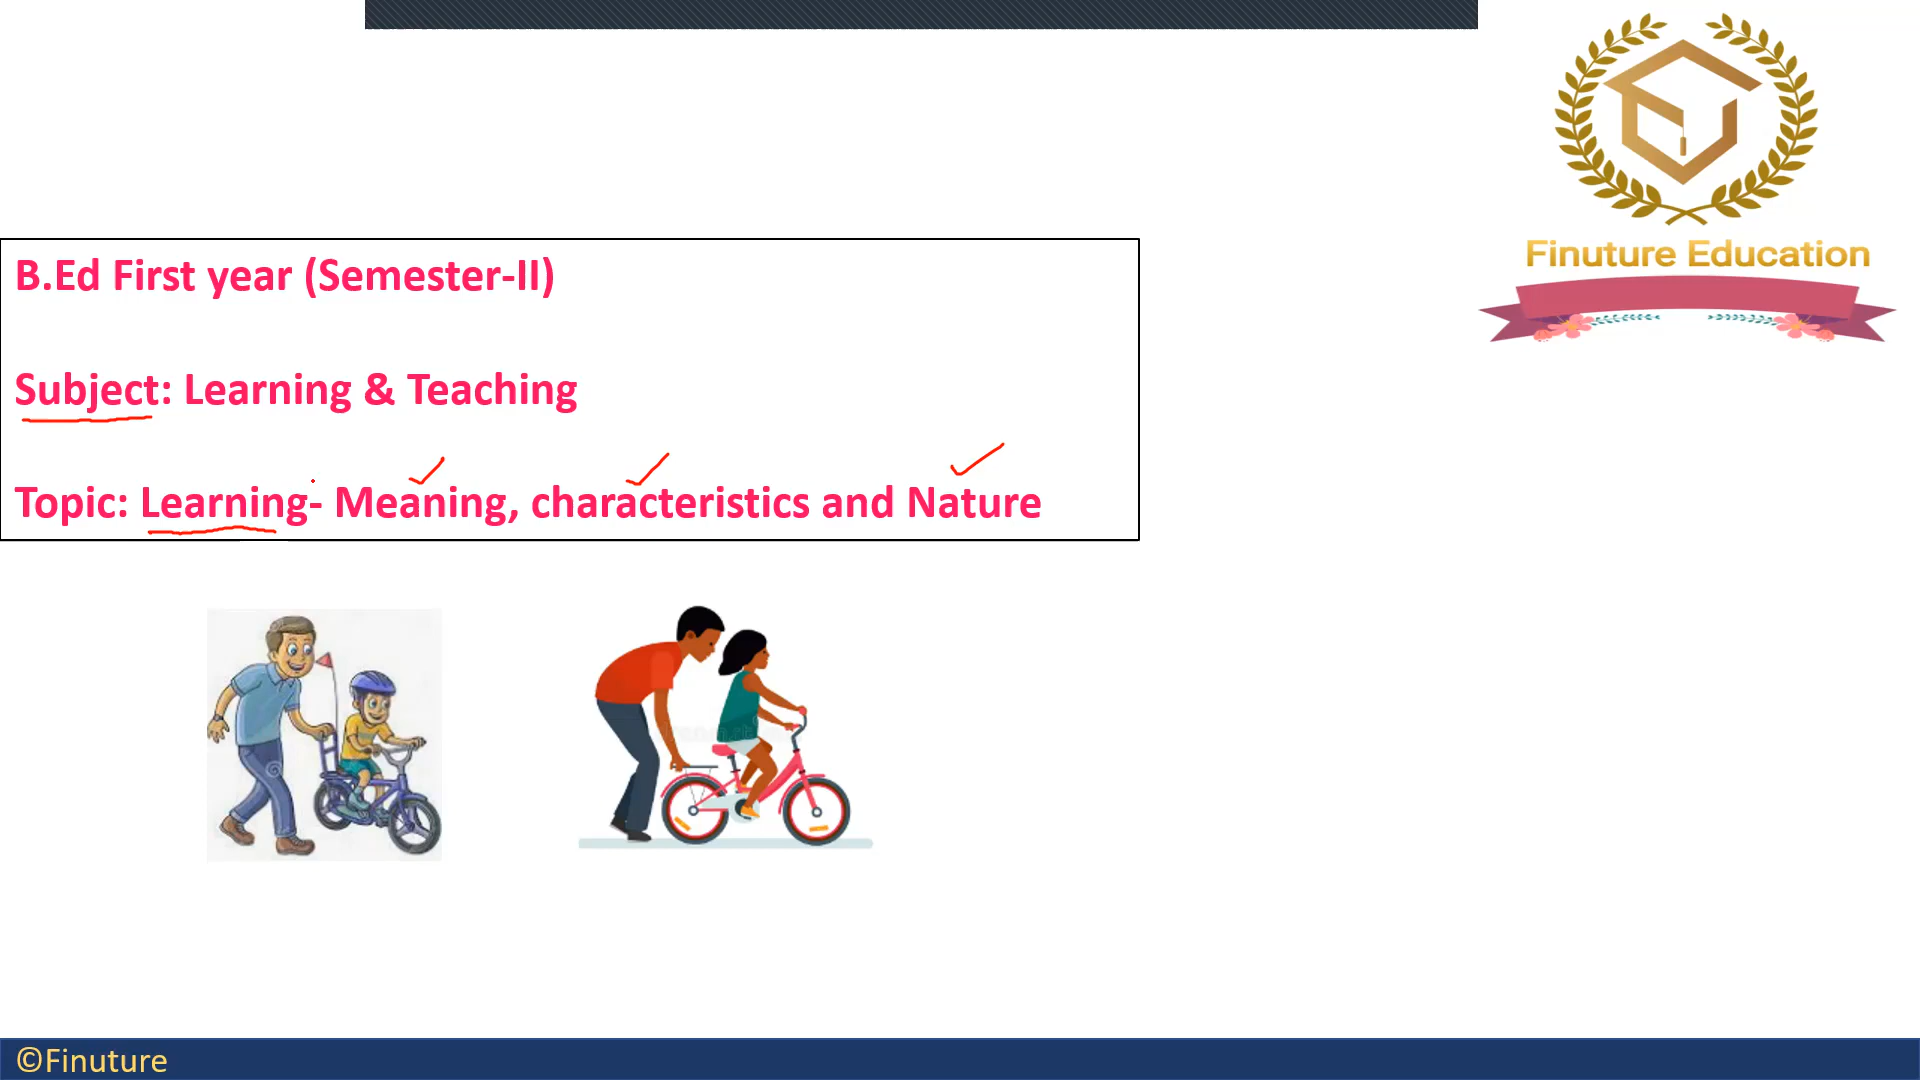 Finuture Education
B.Ed First year (Semester-II)
Subject: Learning & Teaching
Topic: Learning- Meaning, characteristics and Nature
©Finuture